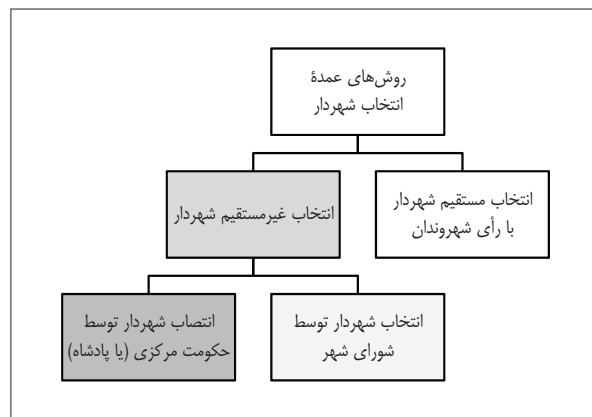 روش‌های عمدهٔ
انتخاب شهردار
انتخاب مستقیم شهردار
با رأی شهروندان
انتخاب غیرمستقیم شهردار
انتخاب شهردار توسط
شورای شهر
انتصاب شهردار توسط
حکومت مرکزی (یا پادشاه)